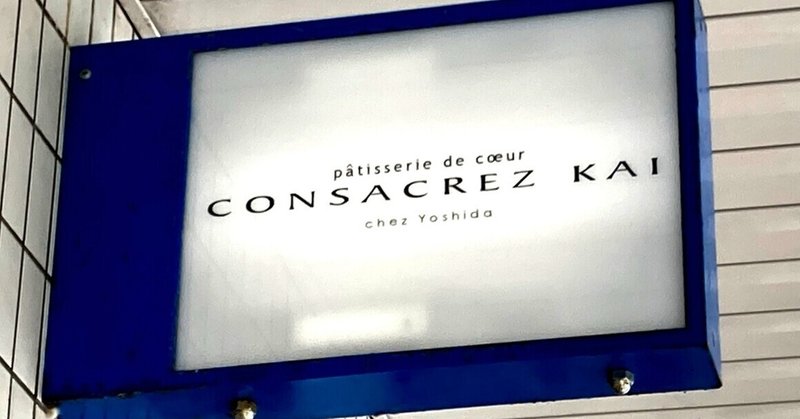 pâtisserie de cœur
CONSACREZ KAI
chez Yoshida